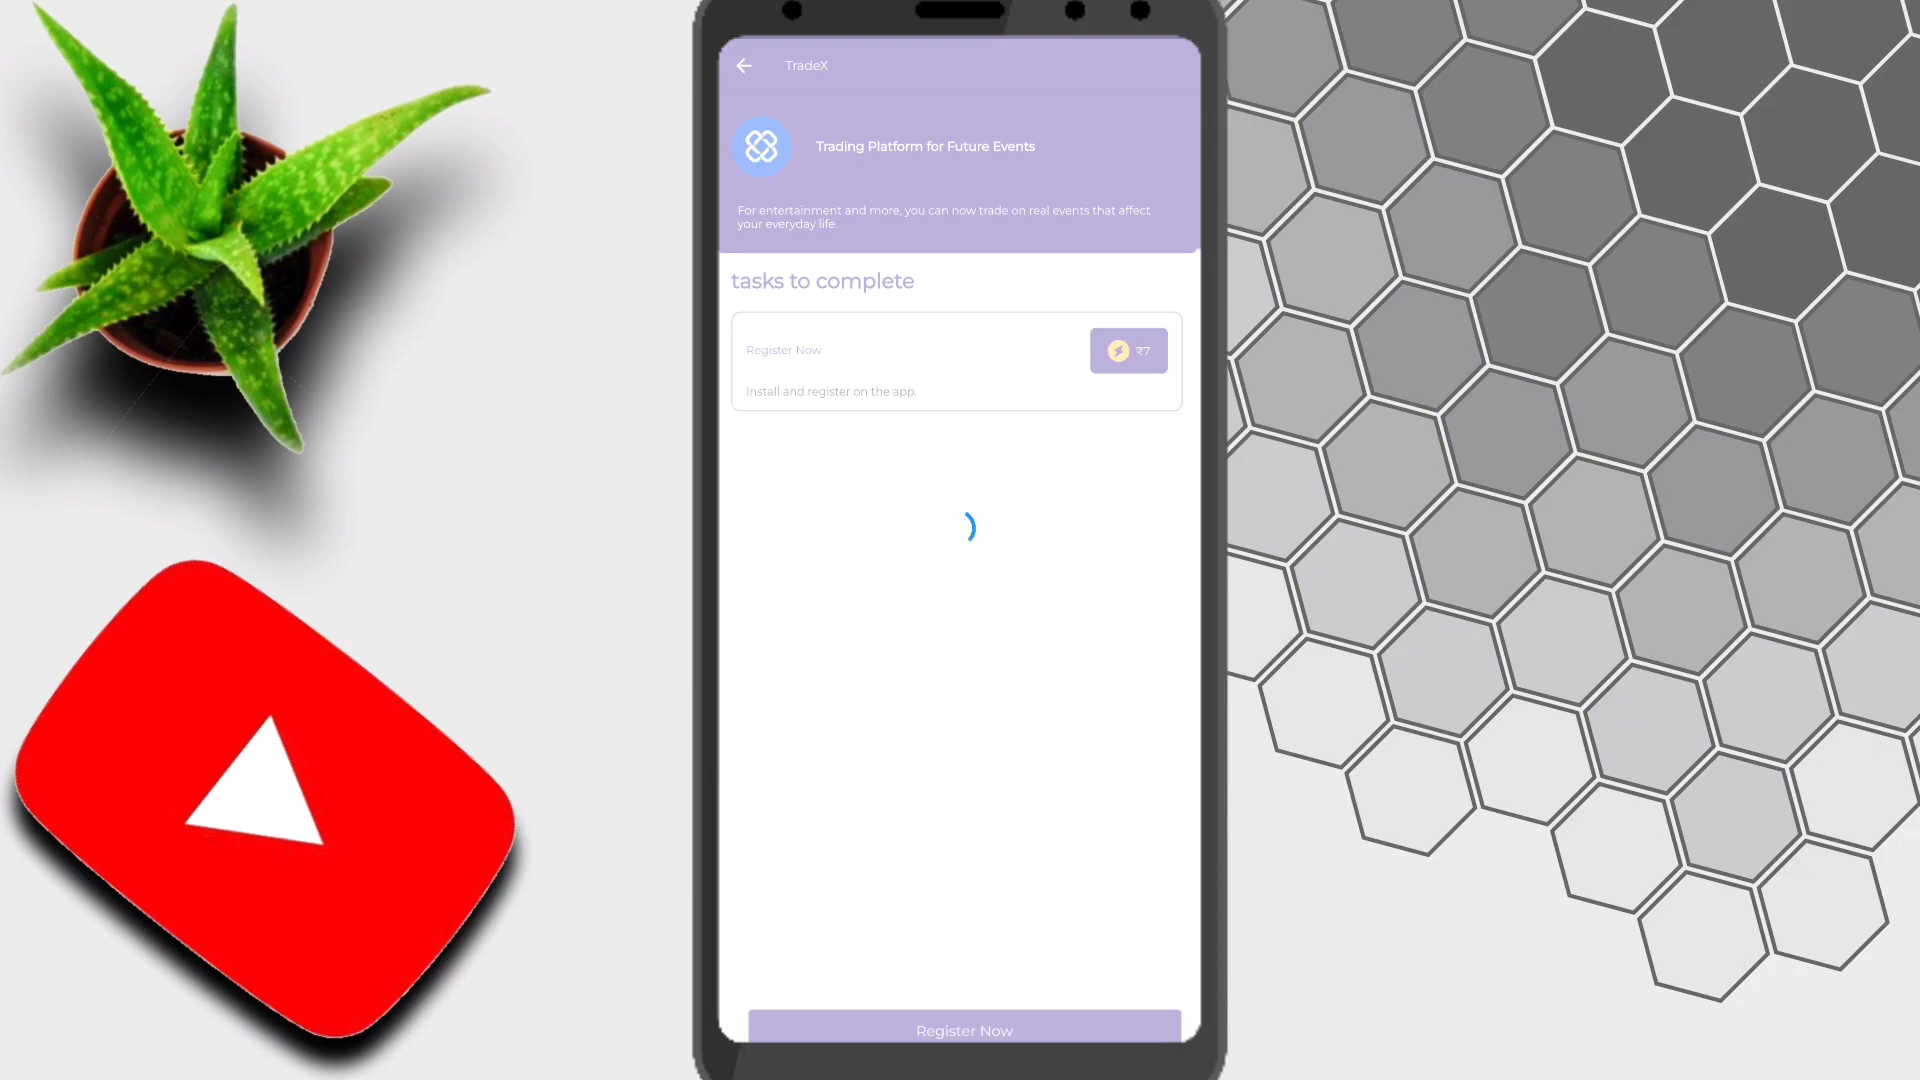 TradeX
Trading Platform for Future Events
For entertainment and more, you can now trade on real events that affect
your everyday life.
tasks to complete
Register Now
₹7
Install and register on the app.
Register Now